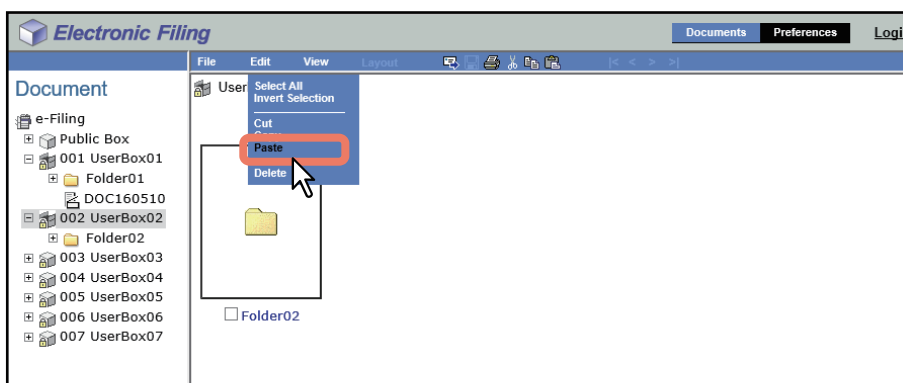 Electronic Filing
Documents Preferences Logi
File Edit View Layout |< < > >|
Document
User
Select All
Invert Selection
Cut
Copy
Paste
Delete
e-Filing
Public Box
001 UserBox01
Folder01
DOC160510
002 UserBox02
Folder02
003 UserBox03
004 UserBox04
005 UserBox05
006 UserBox06
007 UserBox07
Folder02